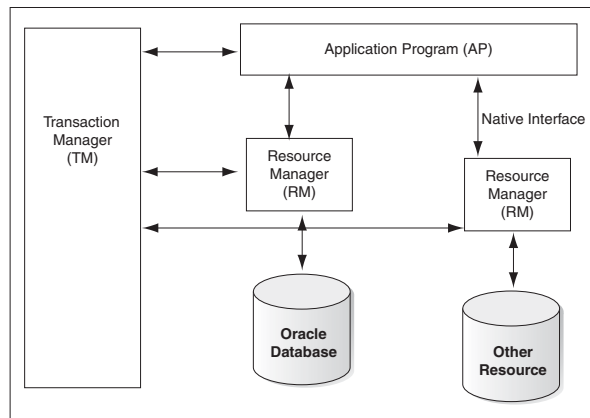 Application Program (AP)
Transaction
Manager
(TM)
Native Interface
Resource
Manager
(RM)
Resource
Manager
(RM)
Oracle
Database
Other
Resource